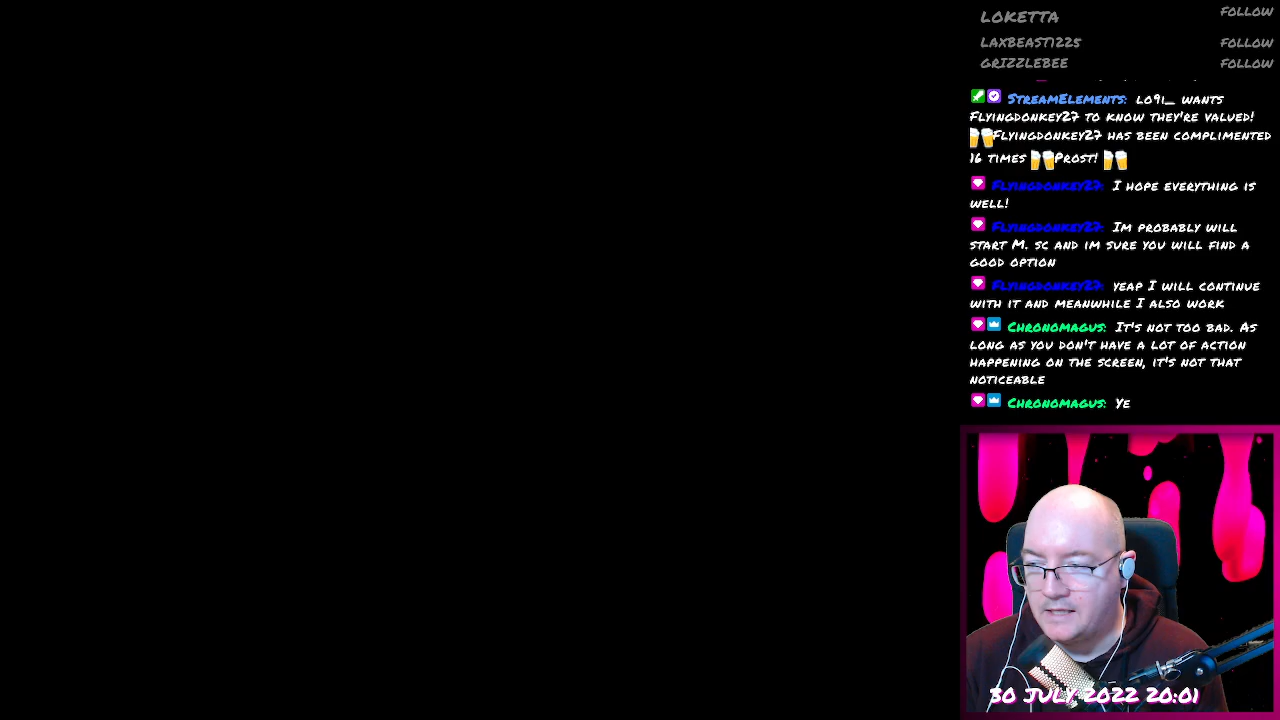 LOKETTA FOLLOW
LAXBEAST1225 FOLLOW
GRIZZLEBEE FOLLOW
StreamElements: lo91_ wants
Flyingdonkey27 to know they're valued!
Flyingdonkey27 has been complimented
16 times Prost!
Flyingdonkey27: I hope everything is
well!
Flyingdonkey27: Im probably will
start M. sc and im sure you will find a
good option
Flyingdonkey27: yeap I will continue
with it and meanwhile I also work
Chronomagus: It's not too bad. As
long as you don't have a lot of action
happening on the screen, it's not that
noticeable
Chronomagus: Ye
30 July 2022 20:01